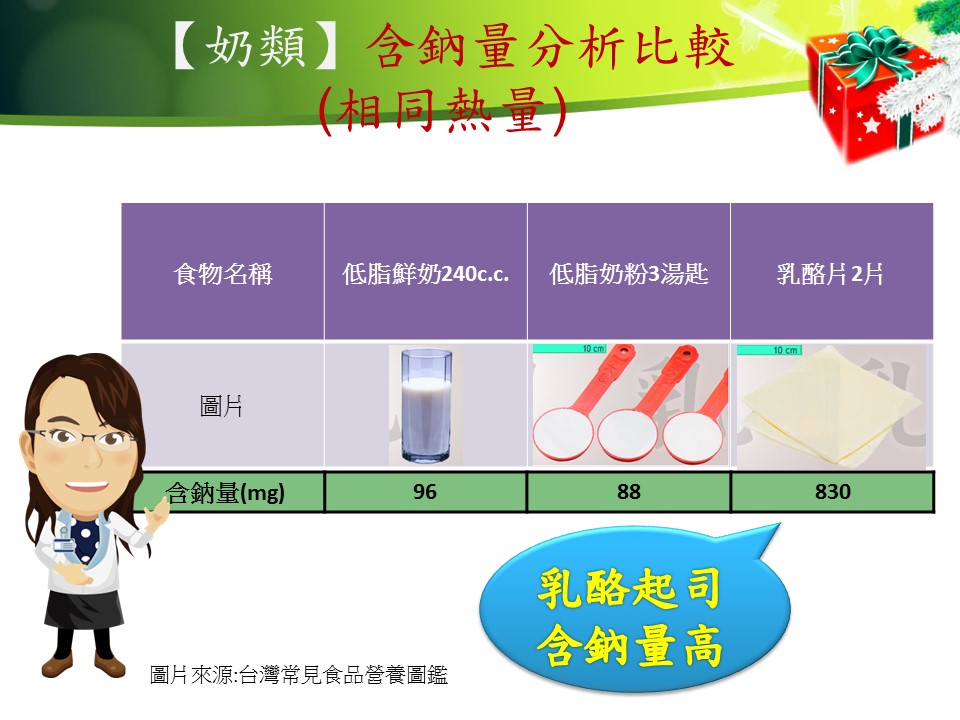 【奶類】含鈉量分析比較
(相同熱量)
食物名稱 低脂鮮奶240c.c. 低脂奶粉3湯匙 乳酪片2片
圖片
10 cm 10 cm
含鈉量(mg) 96 88 830
乳酪起司
含鈉量高
圖片來源:台灣常見食品營養圖鑑